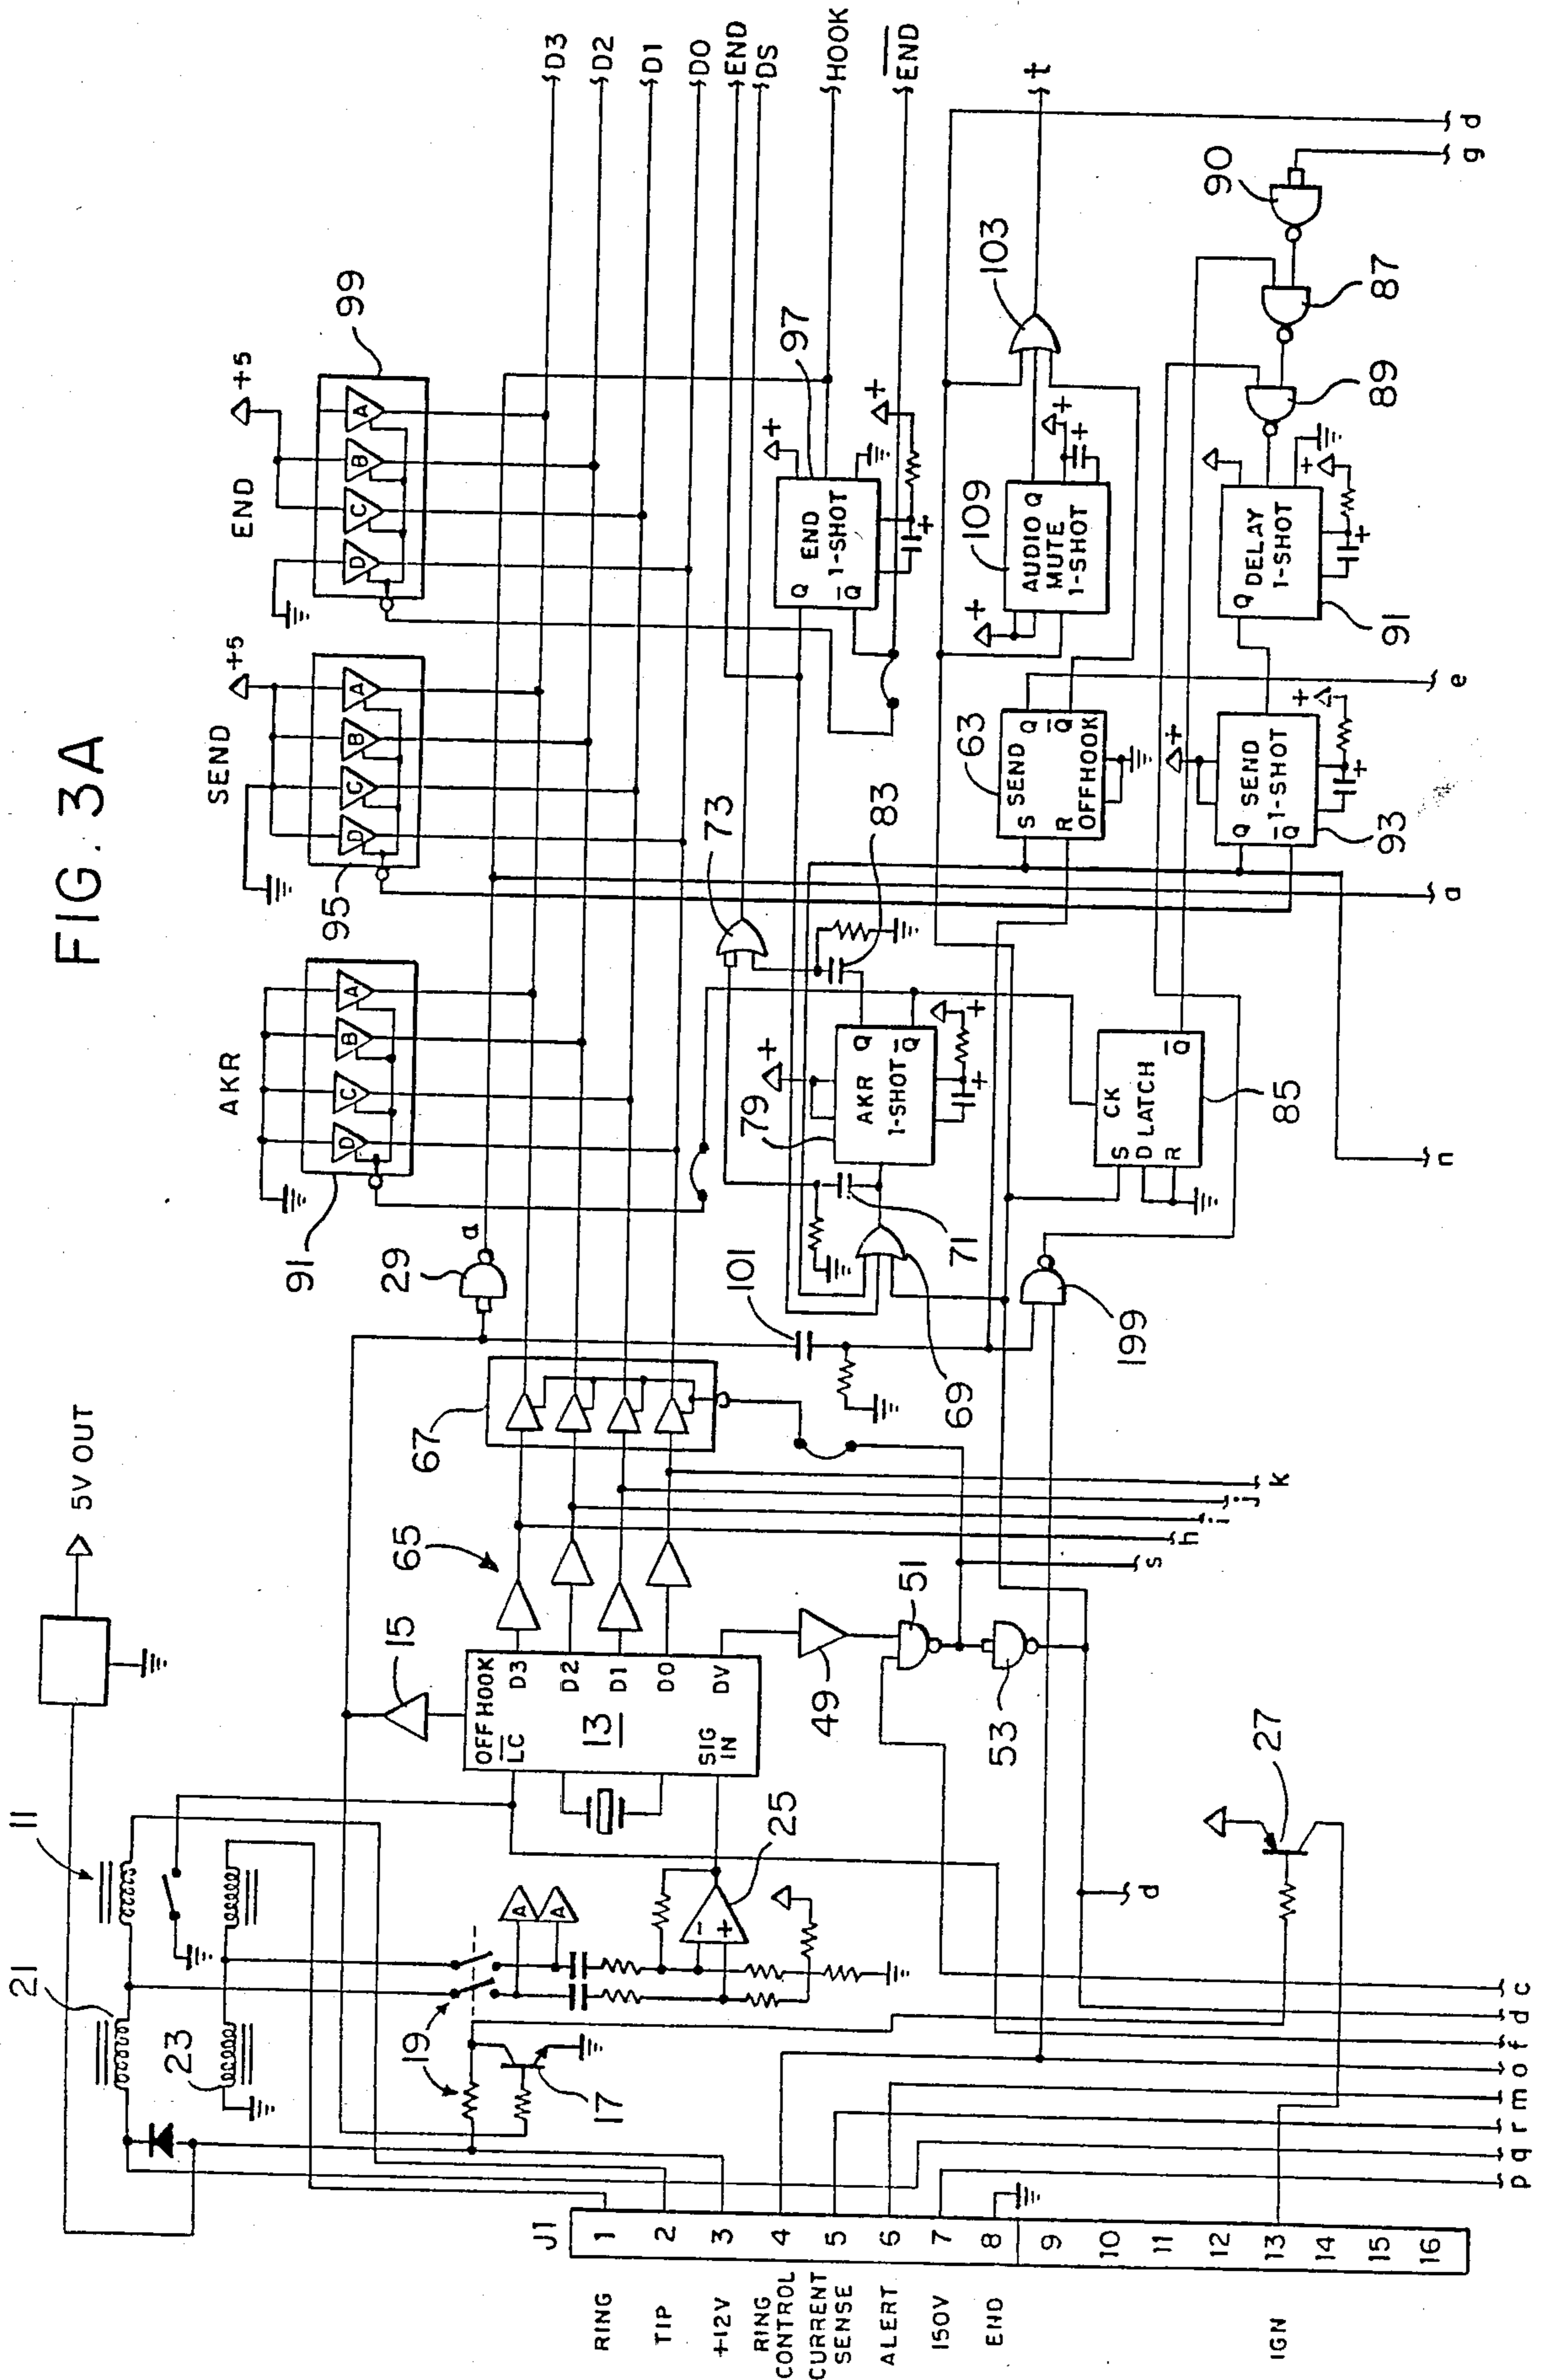 FIG. 3A
5V OUT
11
21
23
19
17
15
25
27
A
A
-
+
OFF HOOK
LC
13
SIG IN
D3
D2
D1
D0
DV
65
67
49
51
53
29
a
AKR
91
D
C
B
A
SEND
+5
95
D
C
B
A
END
+5
99
D
C
B
A
D3
D2
D1
D0
END
DS
HOOK
END
101
69
71
73
79
83
AKR
1-SHOT
Q
Q
+
+
+
END
1-SHOT
Q
Q
97
+
+
+
CK
S
D LATCH
R
Q
85
199
63
SEND
OFFHOOK
S
R
Q
Q
109
AUDIO
MUTE
1-SHOT
Q
+
+
+
103
t
SEND
1-SHOT
Q
Q
93
+
+
+
DELAY
1-SHOT
Q
91
+
+
89
87
90
J1
RING 1
TIP 2
+12V 3
RING CONTROL 4
CURRENT SENSE 5
ALERT 6
150V 7
END 8
9
10
11
12
IGN 13
14
15
16
p
q
r
m
o
f
d
c
d
s
h
i
j
k
n
a
e
g
d